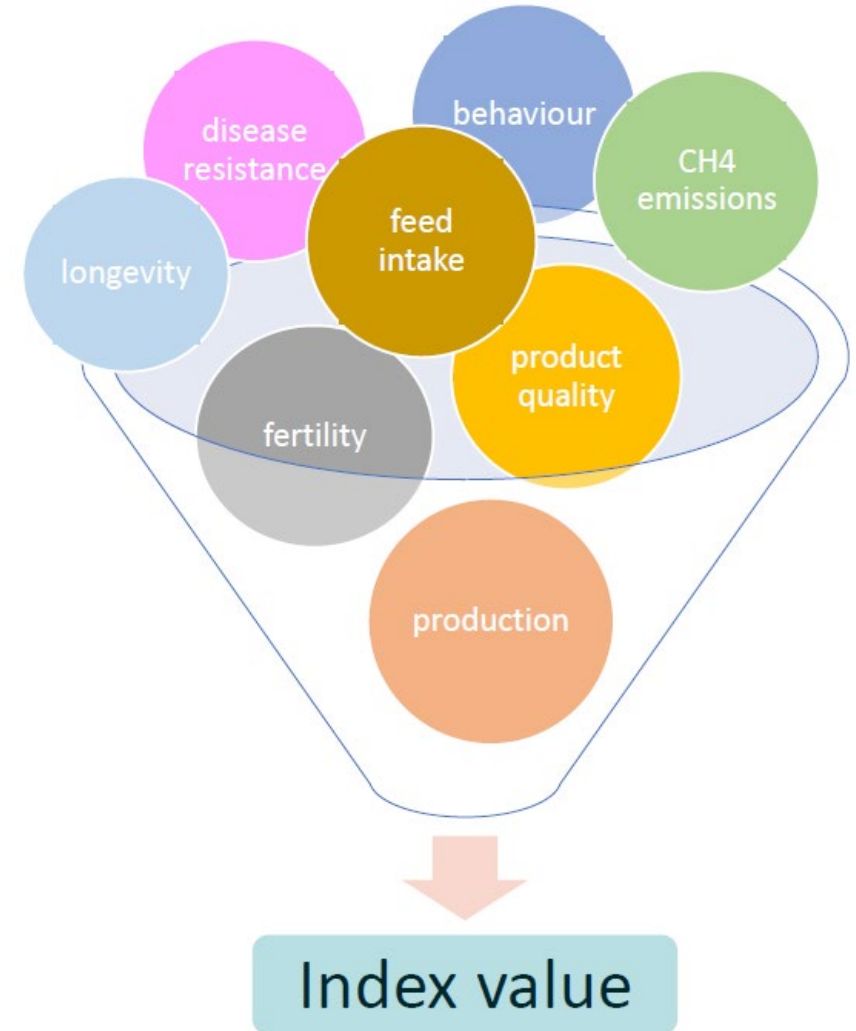 behaviour
disease
resistance
CH4
emissions
feed
intake
longevity
product
quality
fertility
production
Index value